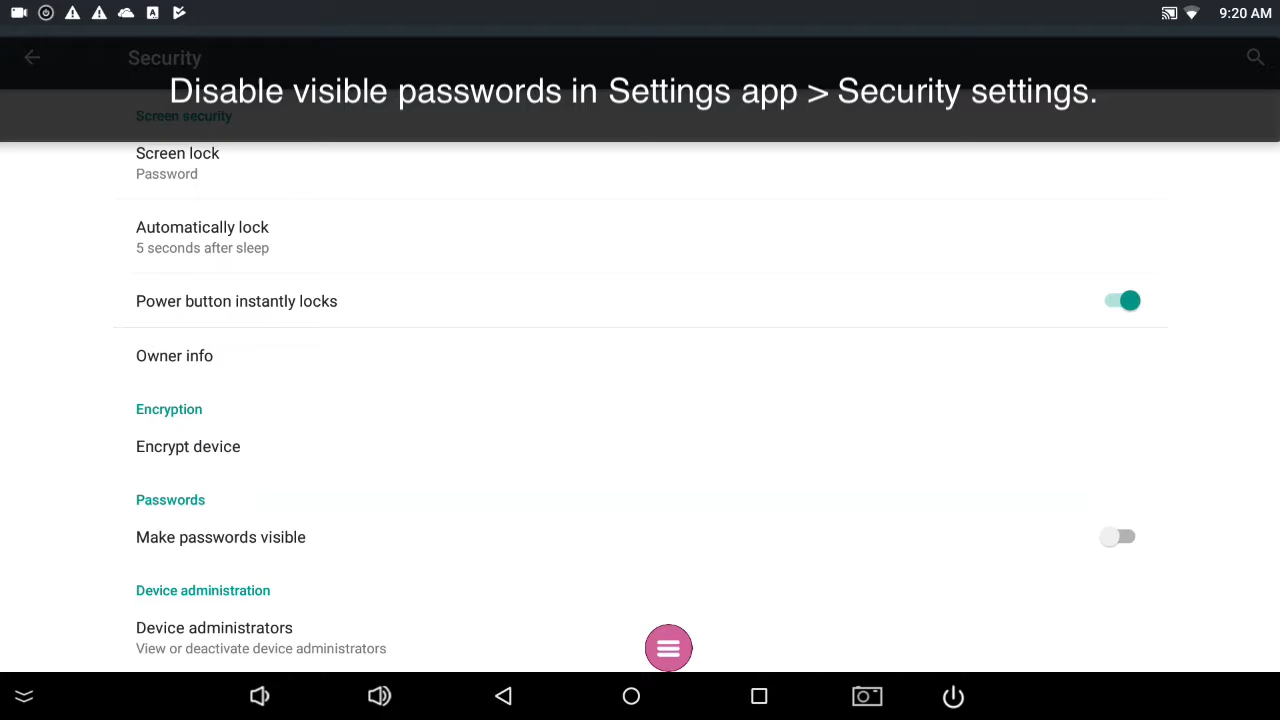 9:20 AM
Security
Disable visible passwords in Settings app > Security settings.
Screen security
Screen lock
Password
Automatically lock
5 seconds after sleep
Power button instantly locks
Owner info
Encryption
Encrypt device
Passwords
Make passwords visible
Device administration
Device administrators
View or deactivate device administrators